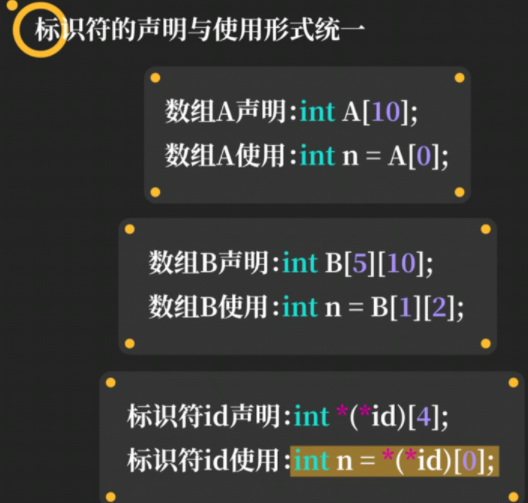 标识符的声明与使用形式统一
数组A声明:int A[10];
数组A使用:int n = A[0];
数组B声明:int B[5][10];
数组B使用:int n = B[1][2];
标识符id声明:int *(*id)[4];
标识符id使用:int n = *(*id)[0];